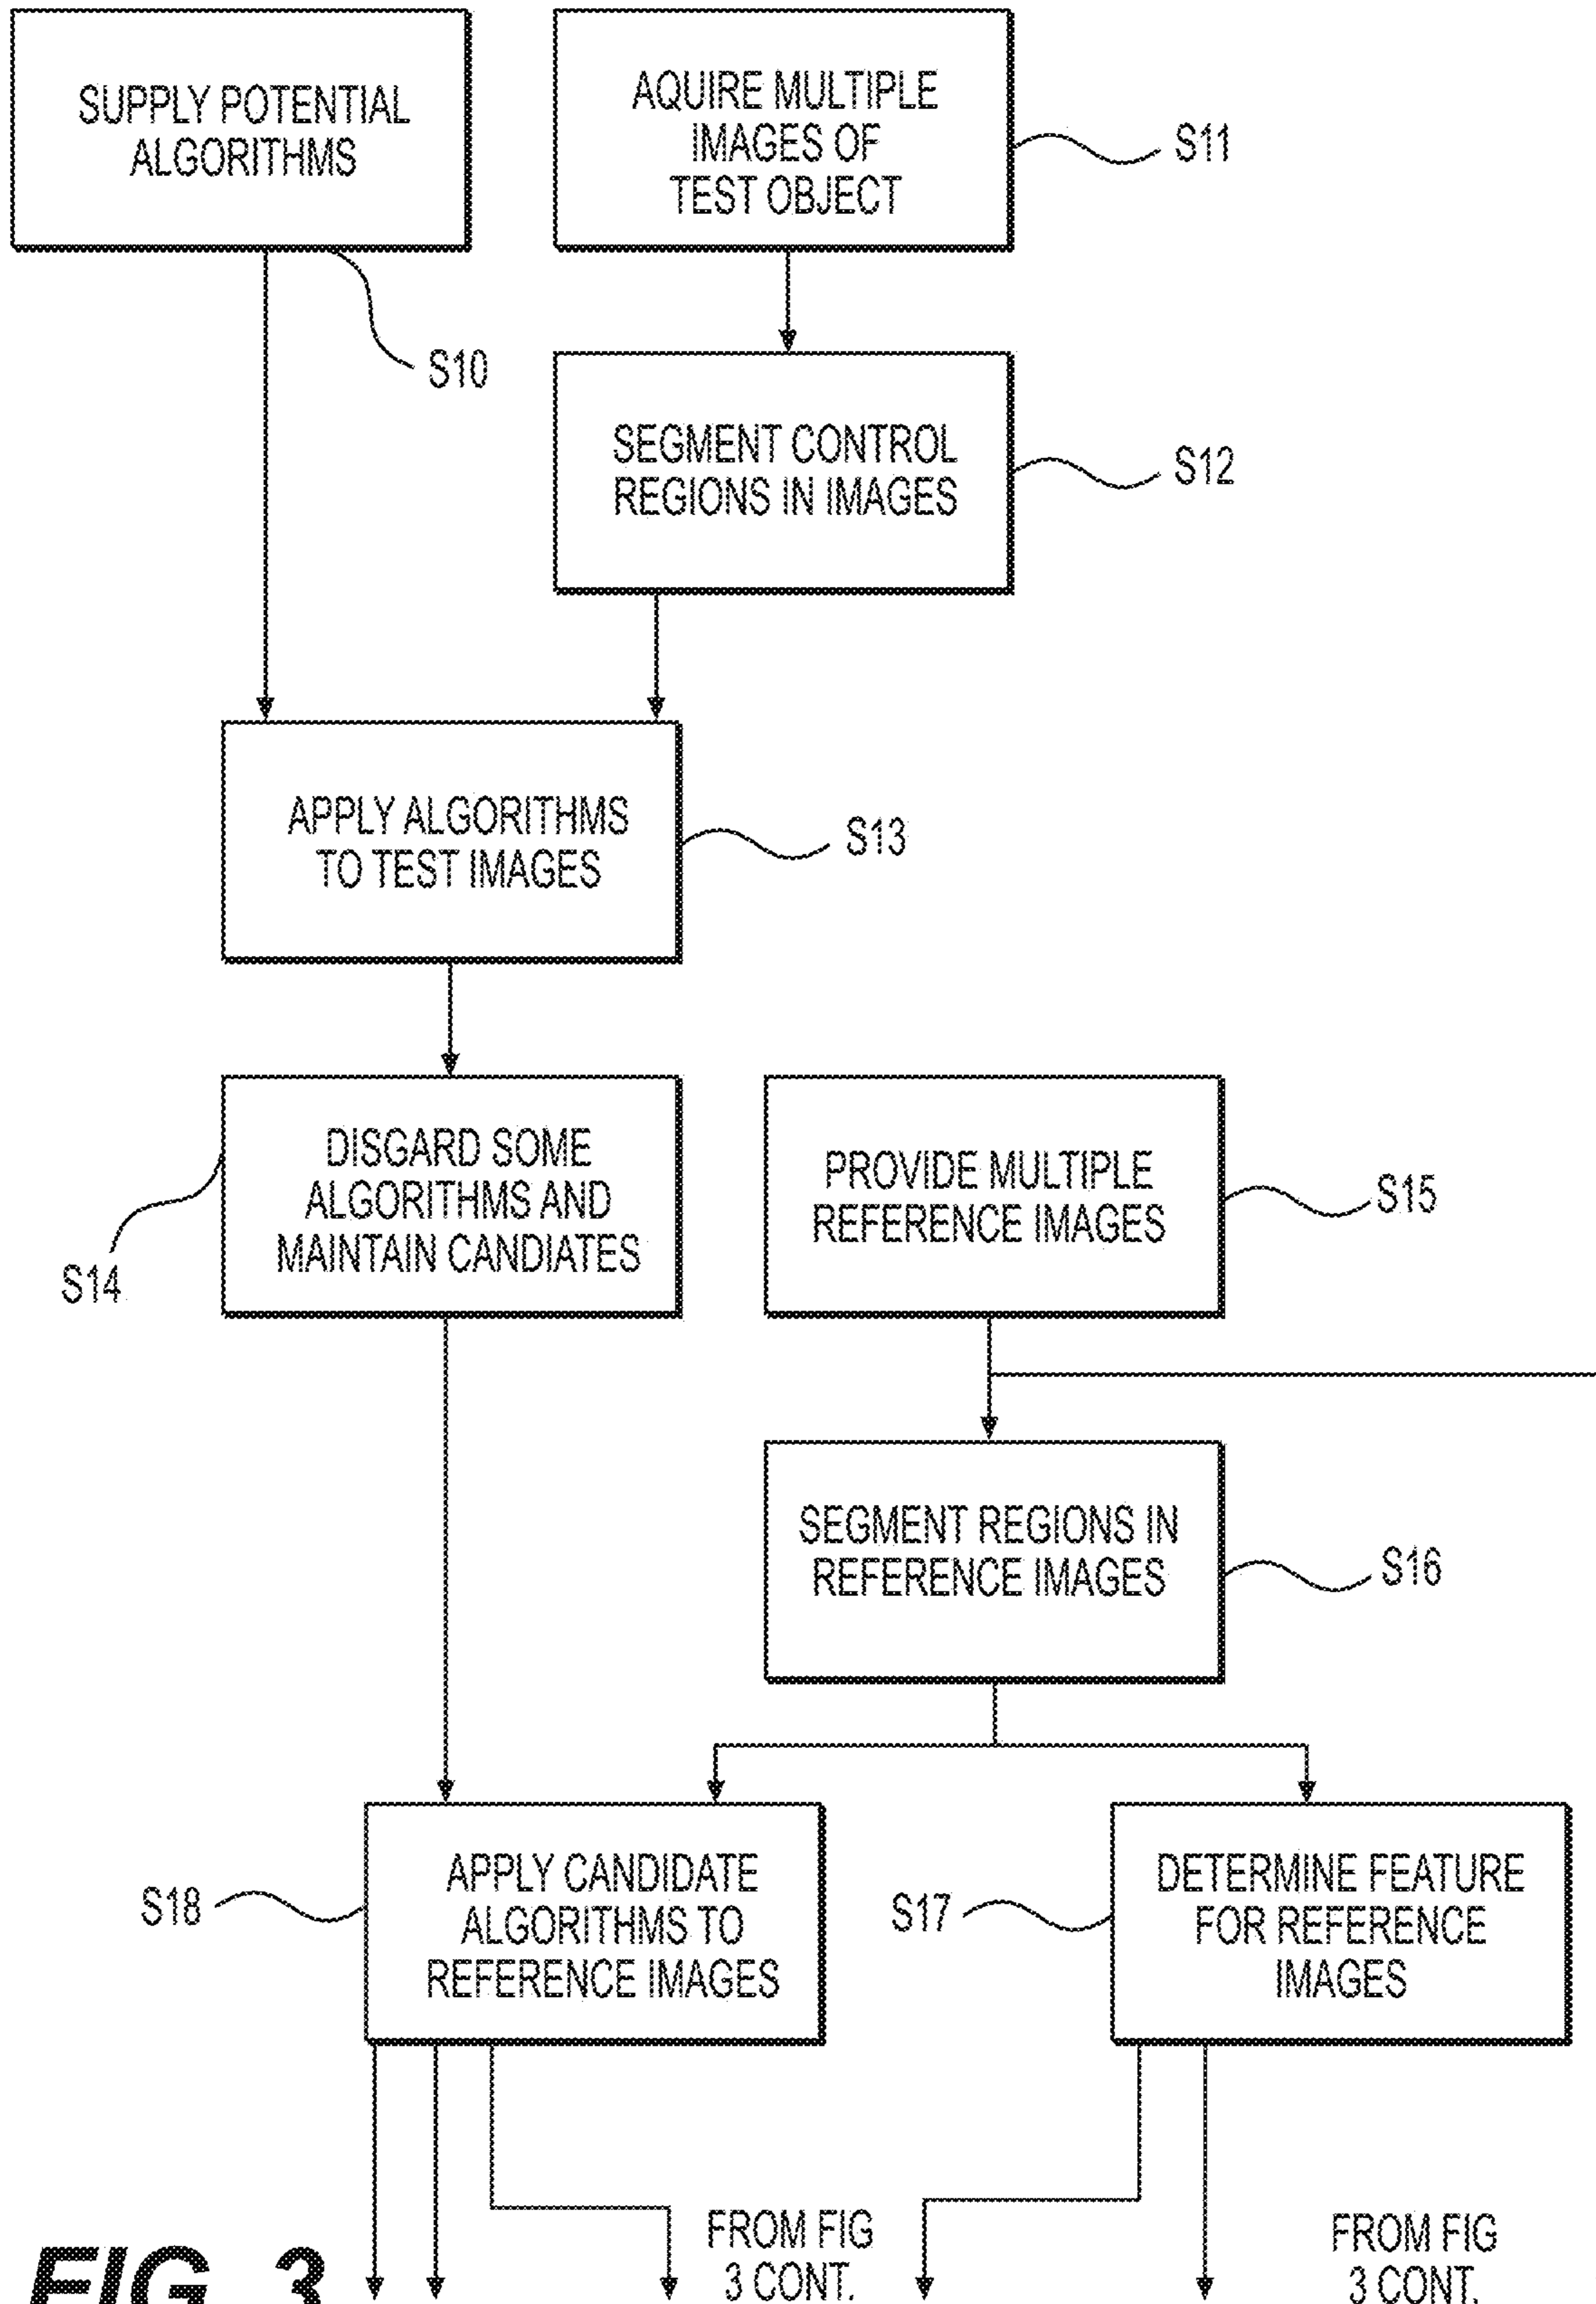 SUPPLY POTENTIAL
ALGORITHMS
AQUIRE MULTIPLE
IMAGES OF
TEST OBJECT
S11
S10
SEGMENT CONTROL
REGIONS IN IMAGES
S12
APPLY ALGORITHMS
TO TEST IMAGES
S13
DISGARD SOME
ALGORITHMS AND
MAINTAIN CANDIATES
S14
PROVIDE MULTIPLE
REFERENCE IMAGES
S15
SEGMENT REGIONS IN
REFERENCE IMAGES
S16
S18
APPLY CANDIDATE
ALGORITHMS TO
REFERENCE IMAGES
S17
DETERMINE FEATURE
FOR REFERENCE
IMAGES
FROM FIG
3 CONT.
FROM FIG
3 CONT.
FIG. 3